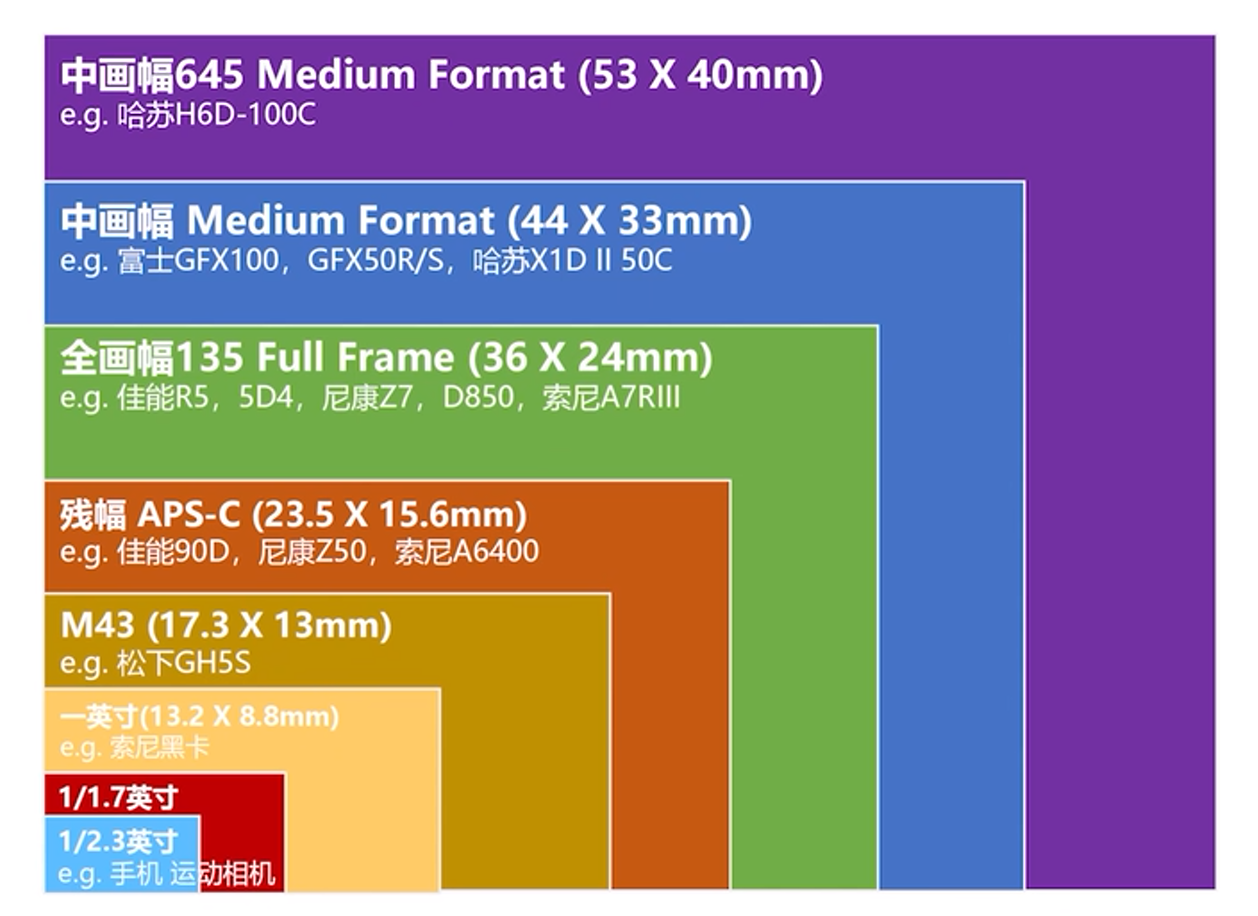 中画幅645 Medium Format (53 X 40mm)
e.g. 哈苏H6D-100C
中画幅 Medium Format (44 X 33mm)
e.g. 富士GFX100，GFX50R/S，哈苏X1D II 50C
全画幅135 Full Frame (36 X 24mm)
e.g. 佳能R5，5D4，尼康Z7，D850，索尼A7RIII
残幅 APS-C (23.5 X 15.6mm)
e.g. 佳能90D，尼康Z50，索尼A6400
M43 (17.3 X 13mm)
e.g. 松下GH5S
一英寸(13.2 X 8.8mm)
e.g. 索尼黑卡
1/1.7英寸
1/2.3英寸
e.g. 手机 运动相机